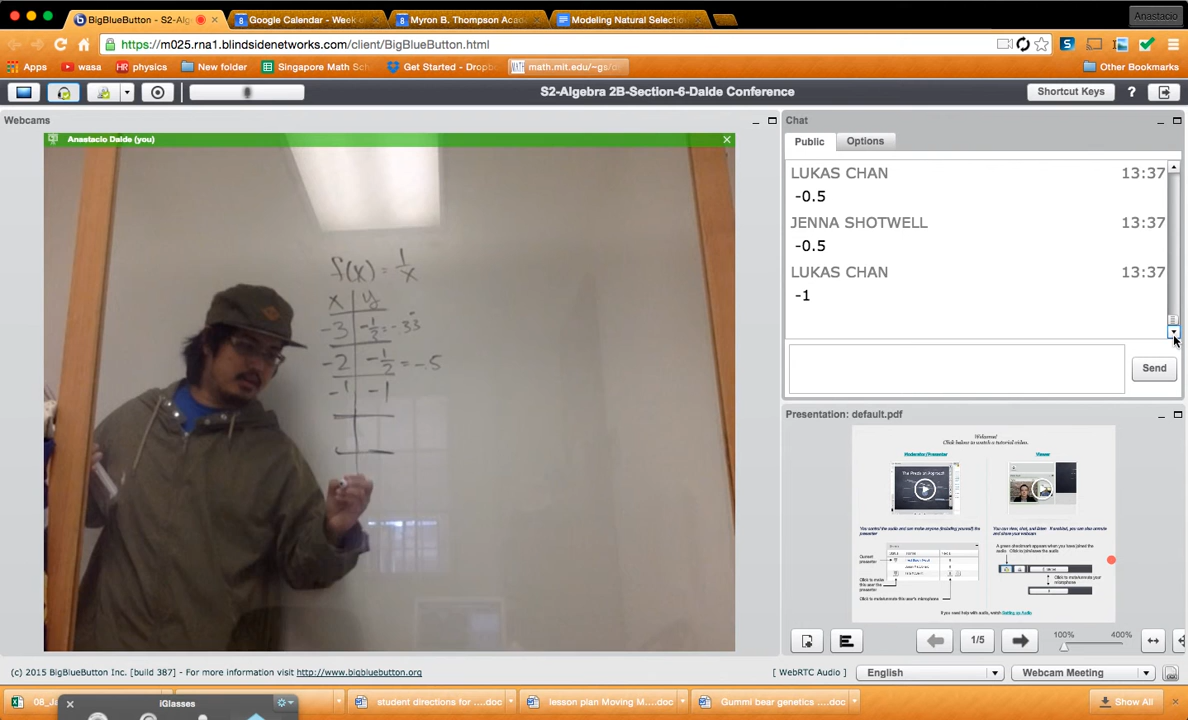 BigBlueButton - S2-Alg
Google Calendar - Week of
Myron B. Thompson Acad
Modeling Natural Selectio
Anastacio
https://m025.rna1.blindsidenetworks.com/client/BigBlueButton.html
Apps
wasa
physics
New folder
Singapore Math Sch
Get Started - Dropb
math.mit.edu/~gs/
Other Bookmarks
S2-Algebra 2B-Section-6-Dalde Conference
Shortcut Keys
?
Webcams
Anastacio Dalde (you)
f(x) = 1/x
x y
-3 -1/2 = -.33
-2 -1/2 = -.5
-1 -1
Chat
Public
Options
LUKAS CHAN 13:37
-0.5
JENNA SHOTWELL 13:37
-0.5
LUKAS CHAN 13:37
-1
Send
Presentation: default.pdf
Welcome!
Click below to watch a tutorial video.
Moderator/Presenter
Viewer
1/5
100%
400%
(c) 2015 BigBlueButton Inc. [build 387] - For more information visit http://www.bigbluebutton.org
[ WebRTC Audio ]
English
Webcam Meeting
iGlasses
student directions for ....doc
lesson plan Moving M....doc
Gummi bear genetics ....doc
Show All